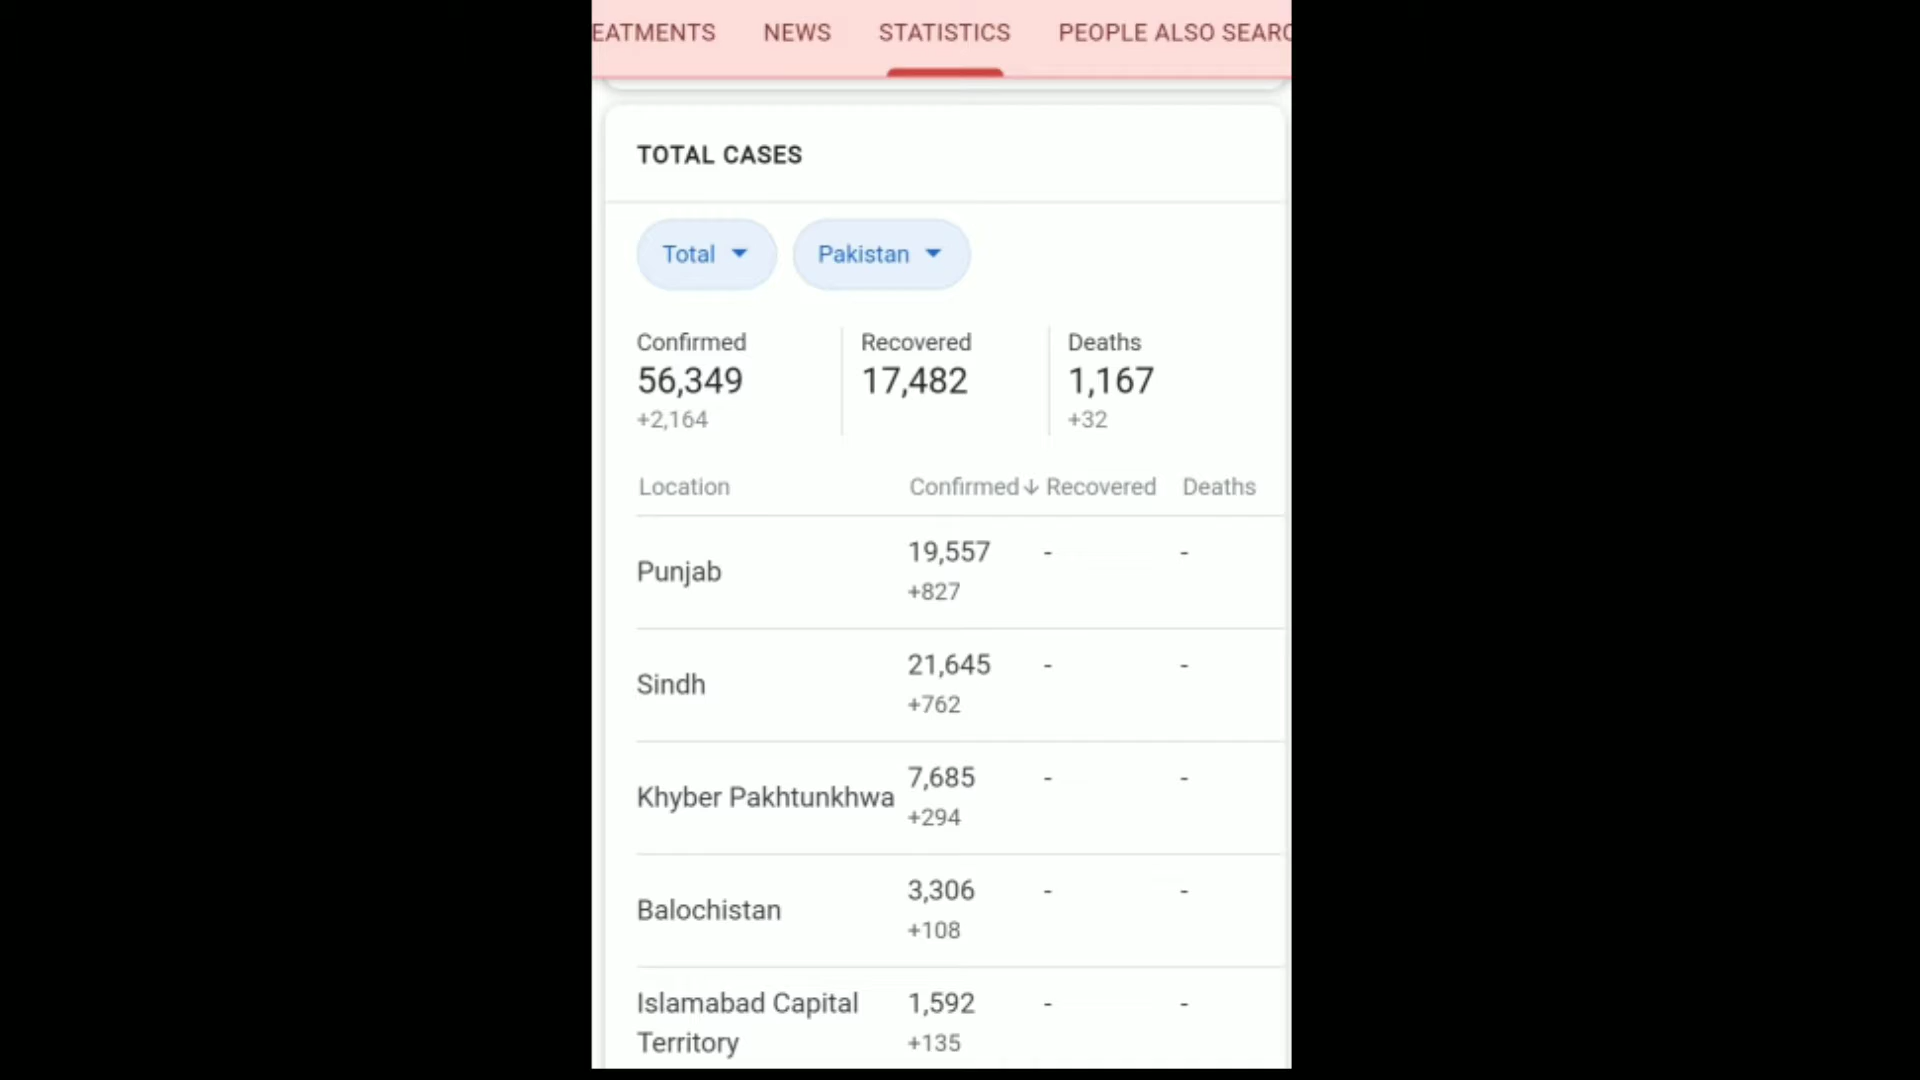 EATMENTS NEWS STATISTICS PEOPLE ALSO SEARC
TOTAL CASES
Total Pakistan
Confirmed Recovered Deaths
56,349 17,482 1,167
+2,164 +32
Location Confirmed↓ Recovered Deaths
Punjab 19,557 - -
+827
Sindh 21,645 - -
+762
Khyber Pakhtunkhwa 7,685 - -
+294
Balochistan 3,306 - -
+108
Islamabad Capital 1,592 - -
Territory +135